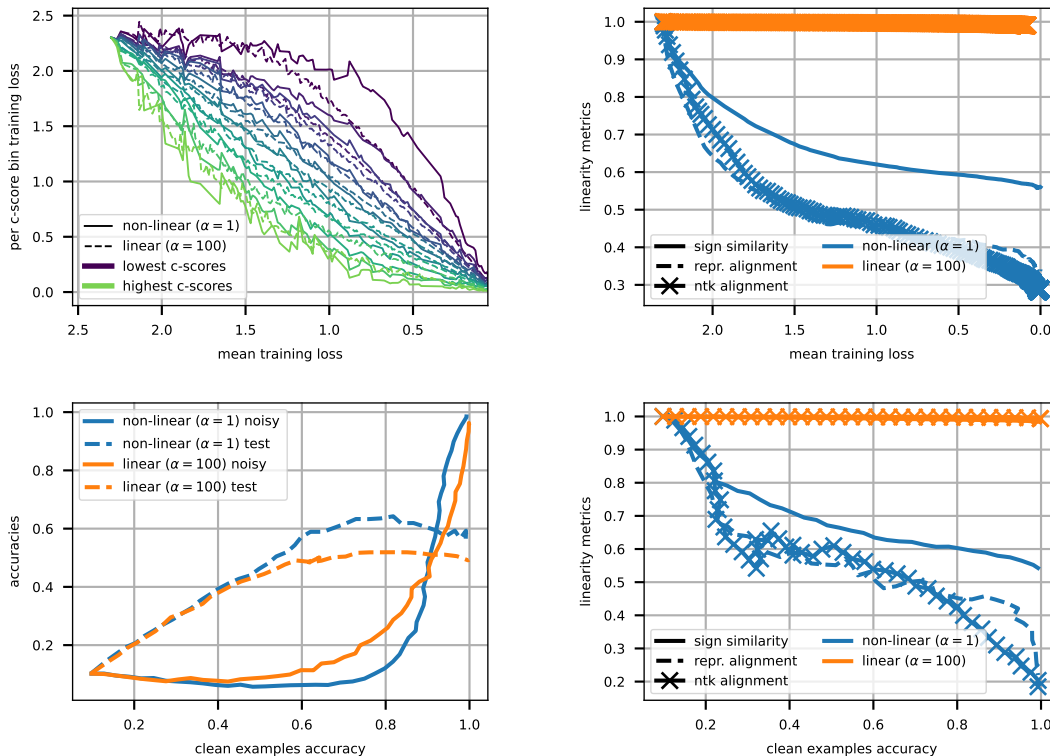 2.5
2.0
1.5
1.0
0.5
0.0
per c-score bin training loss
non-linear (α = 1)
linear (α = 100)
lowest c-scores
highest c-scores
2.5 2.0 1.5 1.0 0.5
mean training loss
1.0
0.9
0.8
0.7
0.6
0.5
0.4
0.3
linearity metrics
sign similarity
repr. alignment
ntk alignment
non-linear (α = 1)
linear (α = 100)
2.0 1.5 1.0 0.5 0.0
mean training loss
1.0
0.8
0.6
0.4
0.2
accuracies
non-linear (α = 1) noisy
non-linear (α = 1) test
linear (α = 100) noisy
linear (α = 100) test
0.2 0.4 0.6 0.8 1.0
clean examples accuracy
1.0
0.9
0.8
0.7
0.6
0.5
0.4
0.3
0.2
linearity metrics
sign similarity
repr. alignment
ntk alignment
non-linear (α = 1)
linear (α = 100)
0.2 0.4 0.6 0.8 1.0
clean examples accuracy